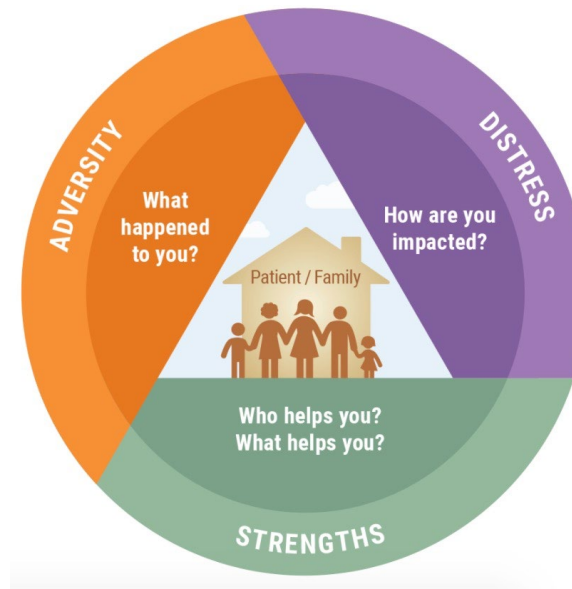 ADVERSITY
What
happened
to you?
DISTRESS
How are you
impacted?
Patient / Family
Who helps you?
What helps you?
STRENGTHS